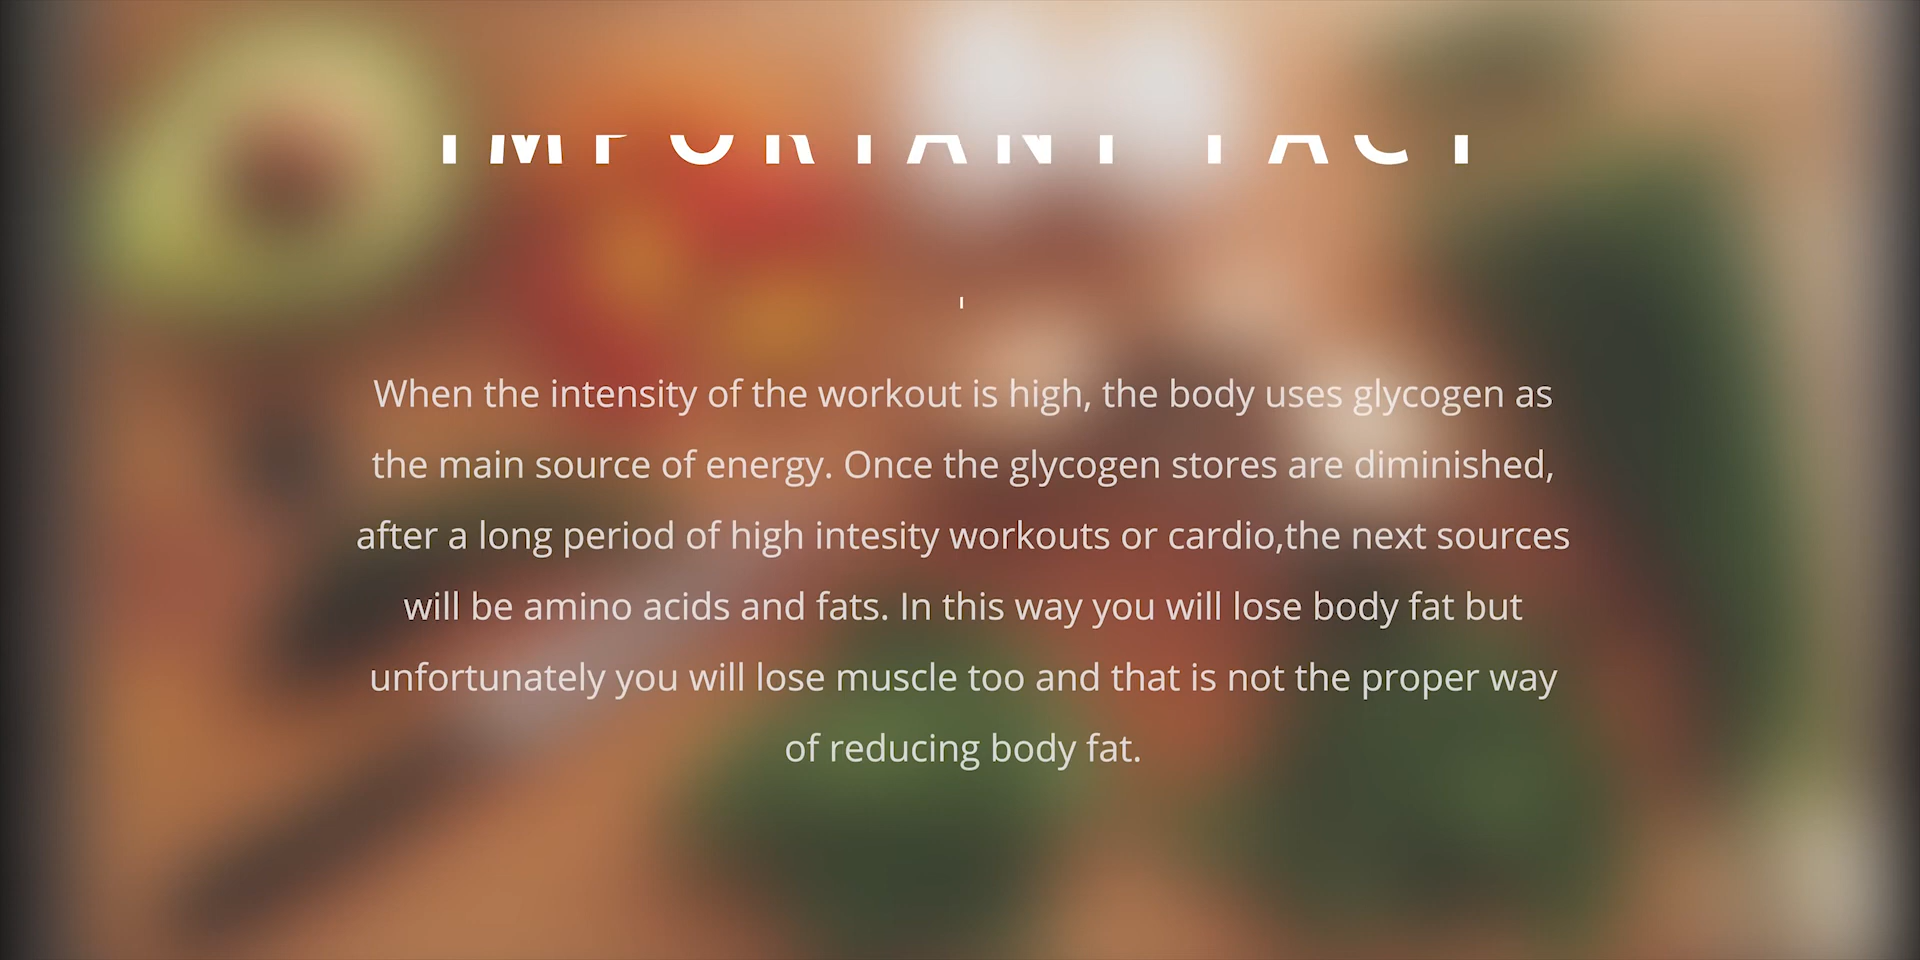 IMPORTANT FACT
When the intensity of the workout is high, the body uses glycogen as
the main source of energy. Once the glycogen stores are diminished,
after a long period of high intesity workouts or cardio,the next sources
will be amino acids and fats. In this way you will lose body fat but
unfortunately you will lose muscle too and that is not the proper way
of reducing body fat.